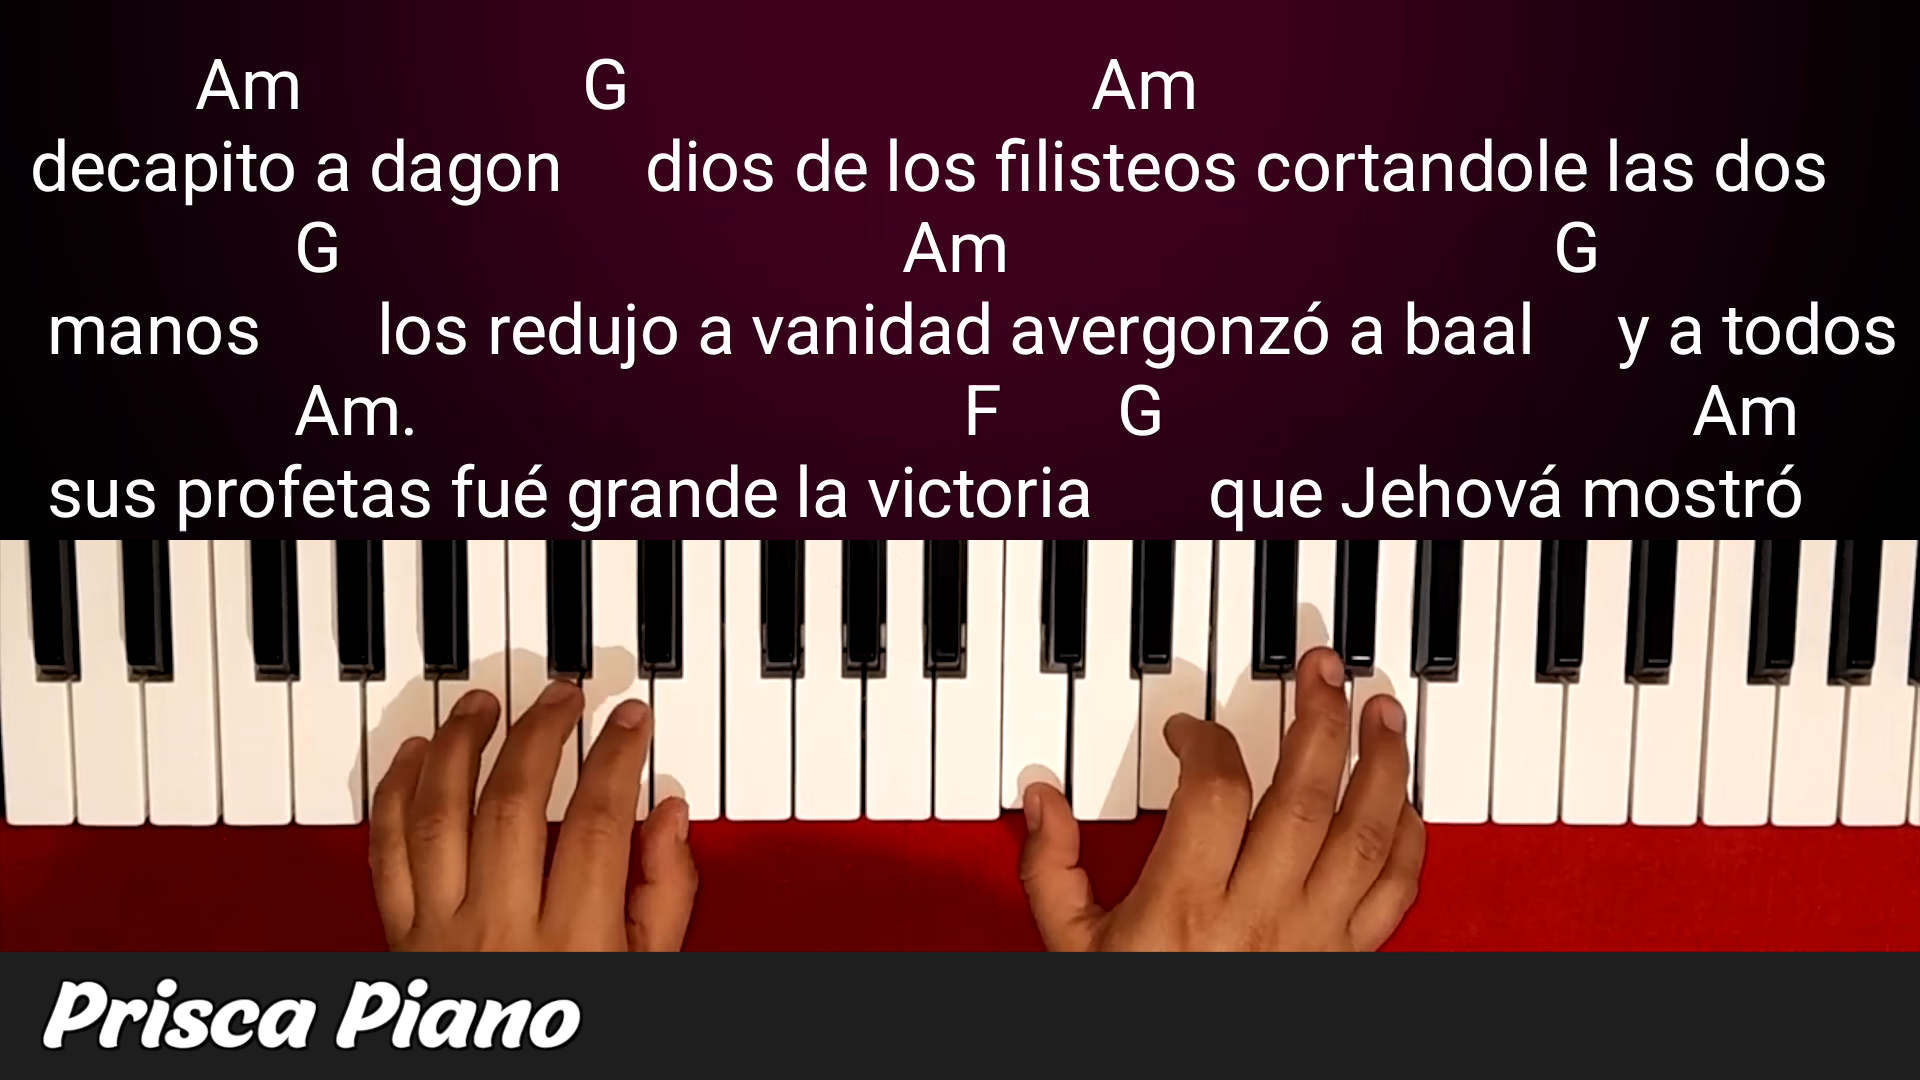 Am G Am
decapito a dagon dios de los filisteos cortandole las dos
G Am G
manos los redujo a vanidad avergonzó a baal y a todos
Am. F G Am
sus profetas fué grande la victoria que Jehová mostró
Prisca Piano